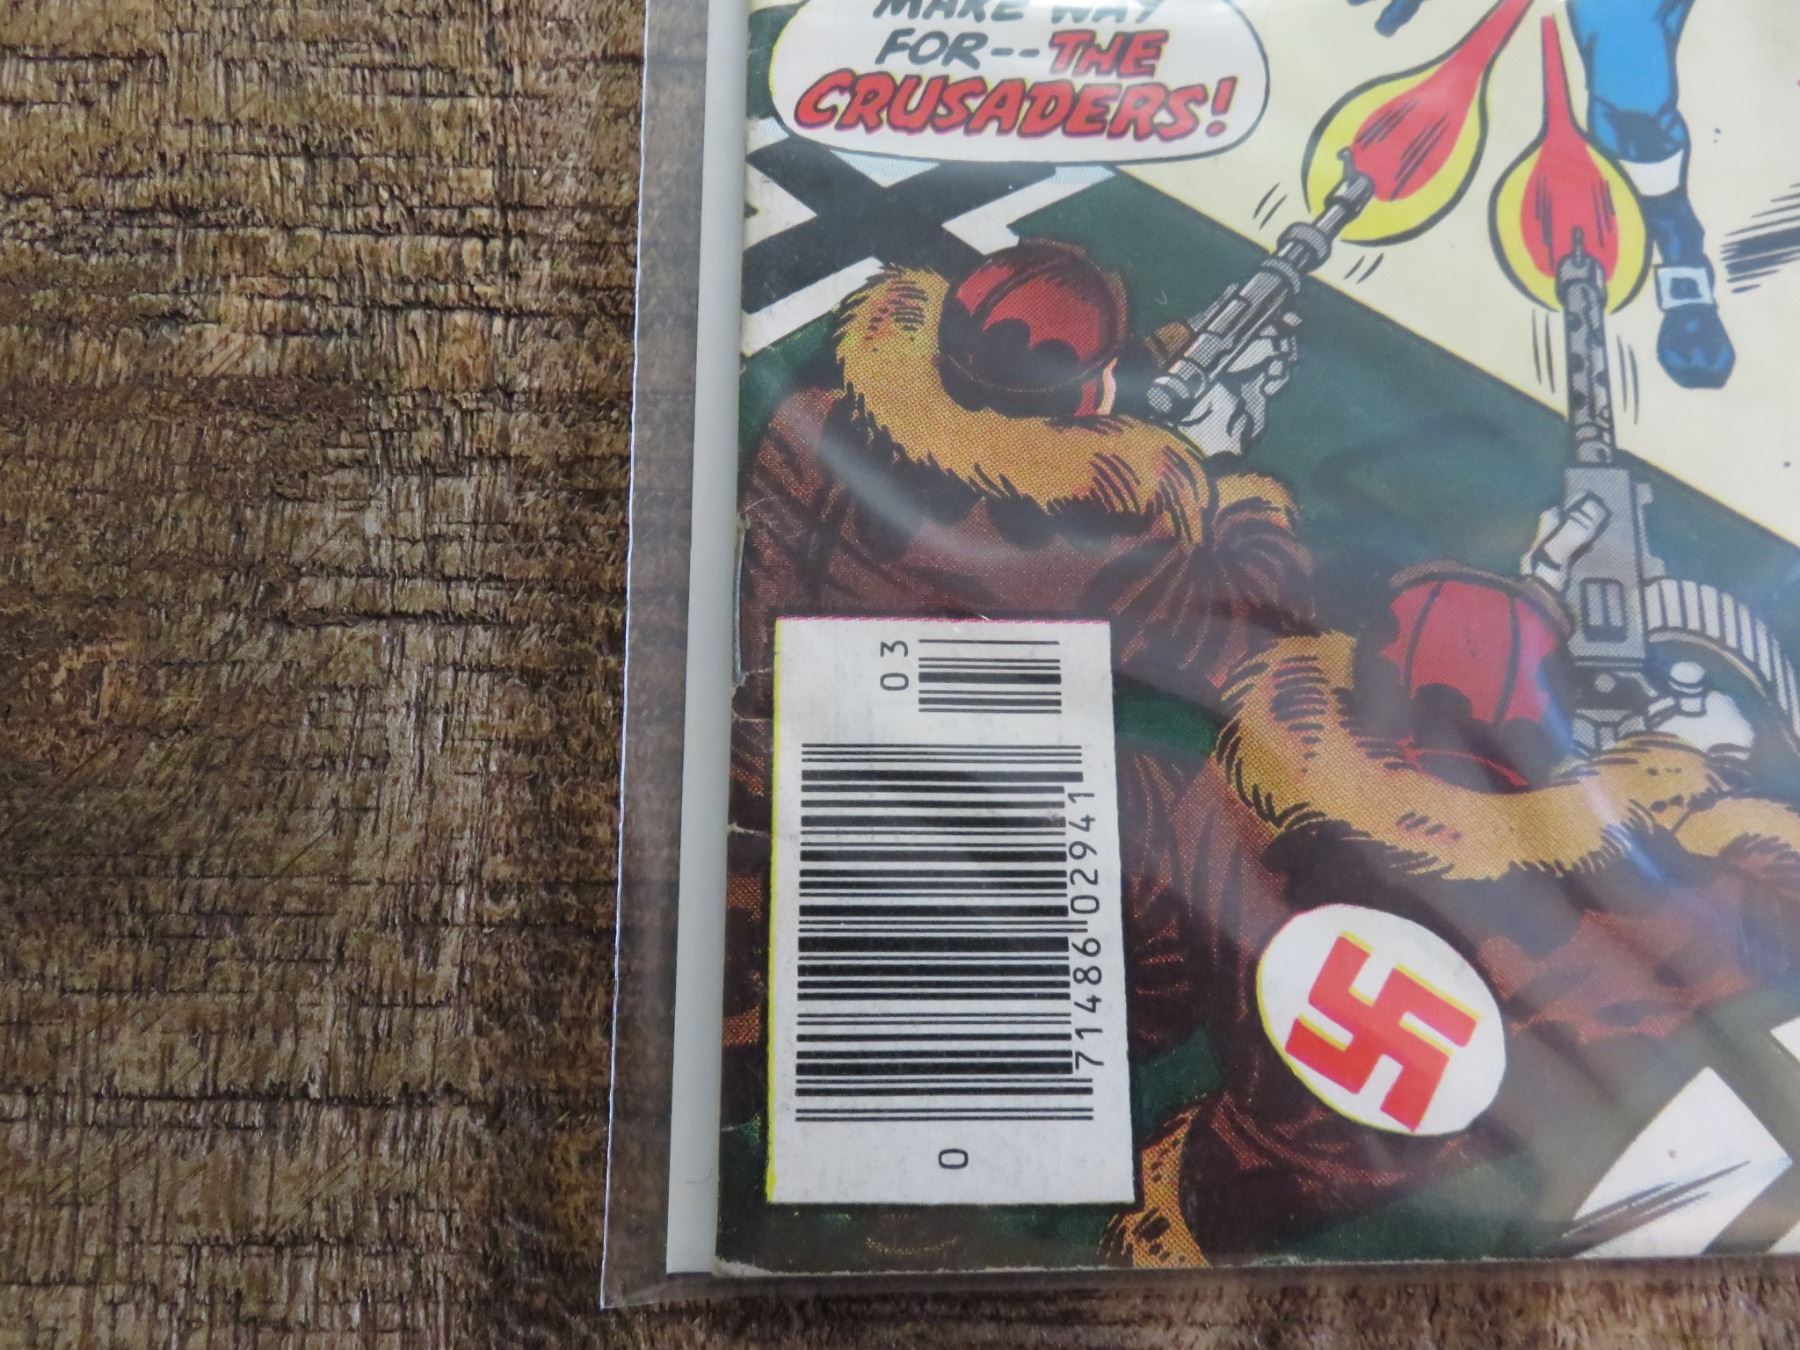 MAKE WAY
FOR--THE
CRUSADERS!
03
71486 02941
0